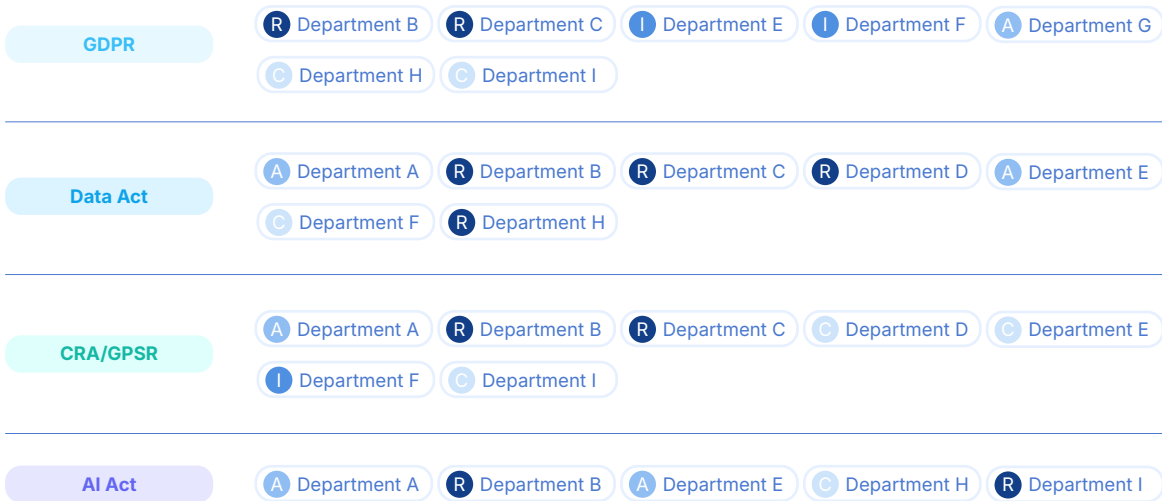 GDPR
R Department B R Department C I Department E I Department F A Department G
C Department H C Department I
Data Act
A Department A R Department B R Department C R Department D A Department E
C Department F R Department H
CRA/GPSR
A Department A R Department B R Department C C Department D C Department E
I Department F C Department I
AI Act
A Department A R Department B A Department E C Department H R Department I